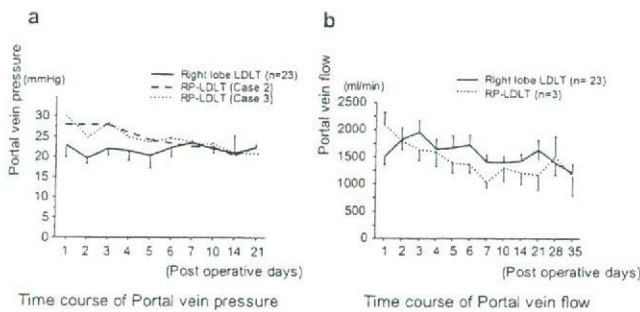 a
Portal vein pressure
(mmHg)
Right lobe LDLT (n=23)
RP-LDLT (Case 2)
RP-LDLT (Case 3)
30
25
20
15
10
5
0
1 2 3 4 5 6 7 10 14 21
(Post operative days)
Time course of Portal vein pressure
b
Portal vein flow
(ml/min)
Right lobe LDLT (n= 23)
RP-LDLT (n=3)
2500
2000
1500
1000
500
0
1 2 3 4 5 6 7 10 14 21 28 35
(Post operative days)
Time course of Portal vein flow